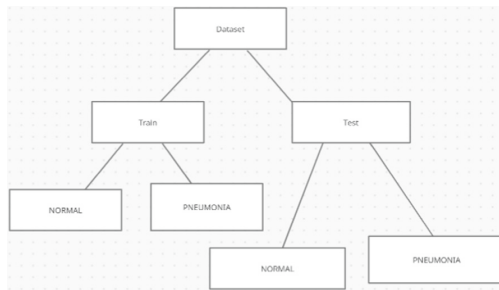 Dataset
Train
Test
NORMAL
PNEUMONIA
NORMAL
PNEUMONIA